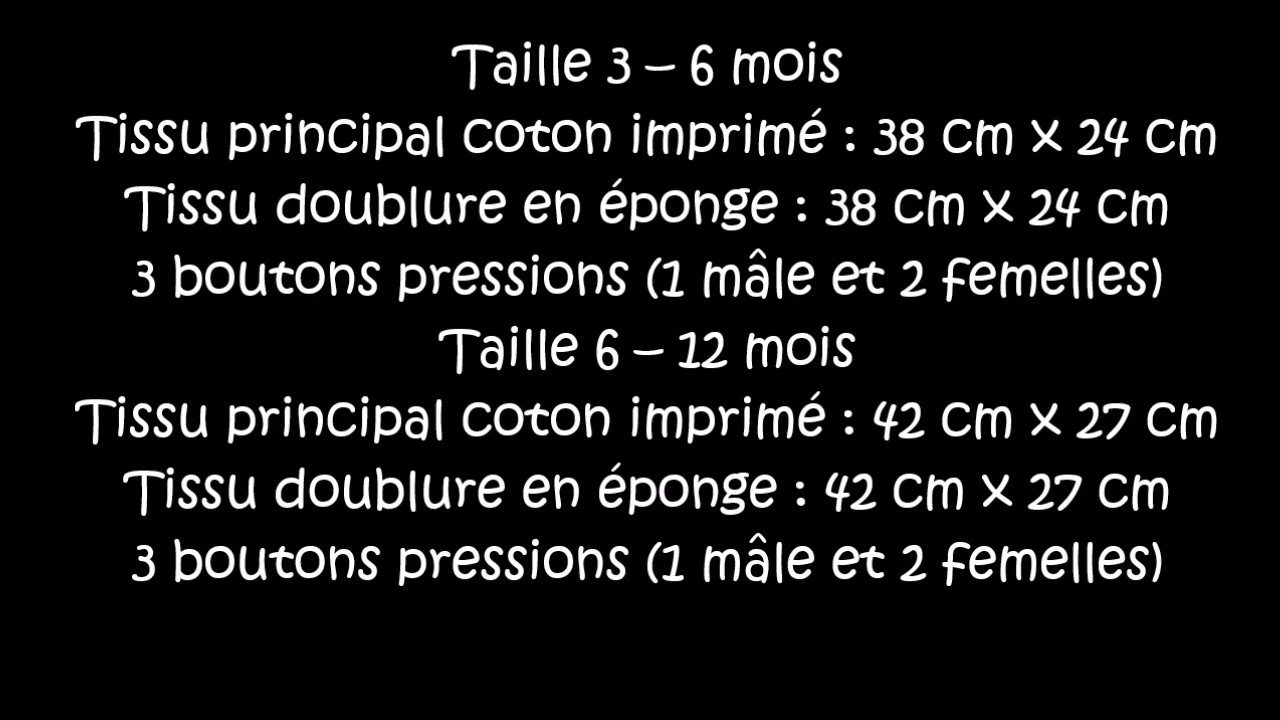 Taille 3 – 6 mois
Tissu principal coton imprimé : 38 cm x 24 cm
Tissu doublure en éponge : 38 cm x 24 cm
3 boutons pressions (1 mâle et 2 femelles)
Taille 6 – 12 mois
Tissu principal coton imprimé : 42 cm x 27 cm
Tissu doublure en éponge : 42 cm x 27 cm
3 boutons pressions (1 mâle et 2 femelles)